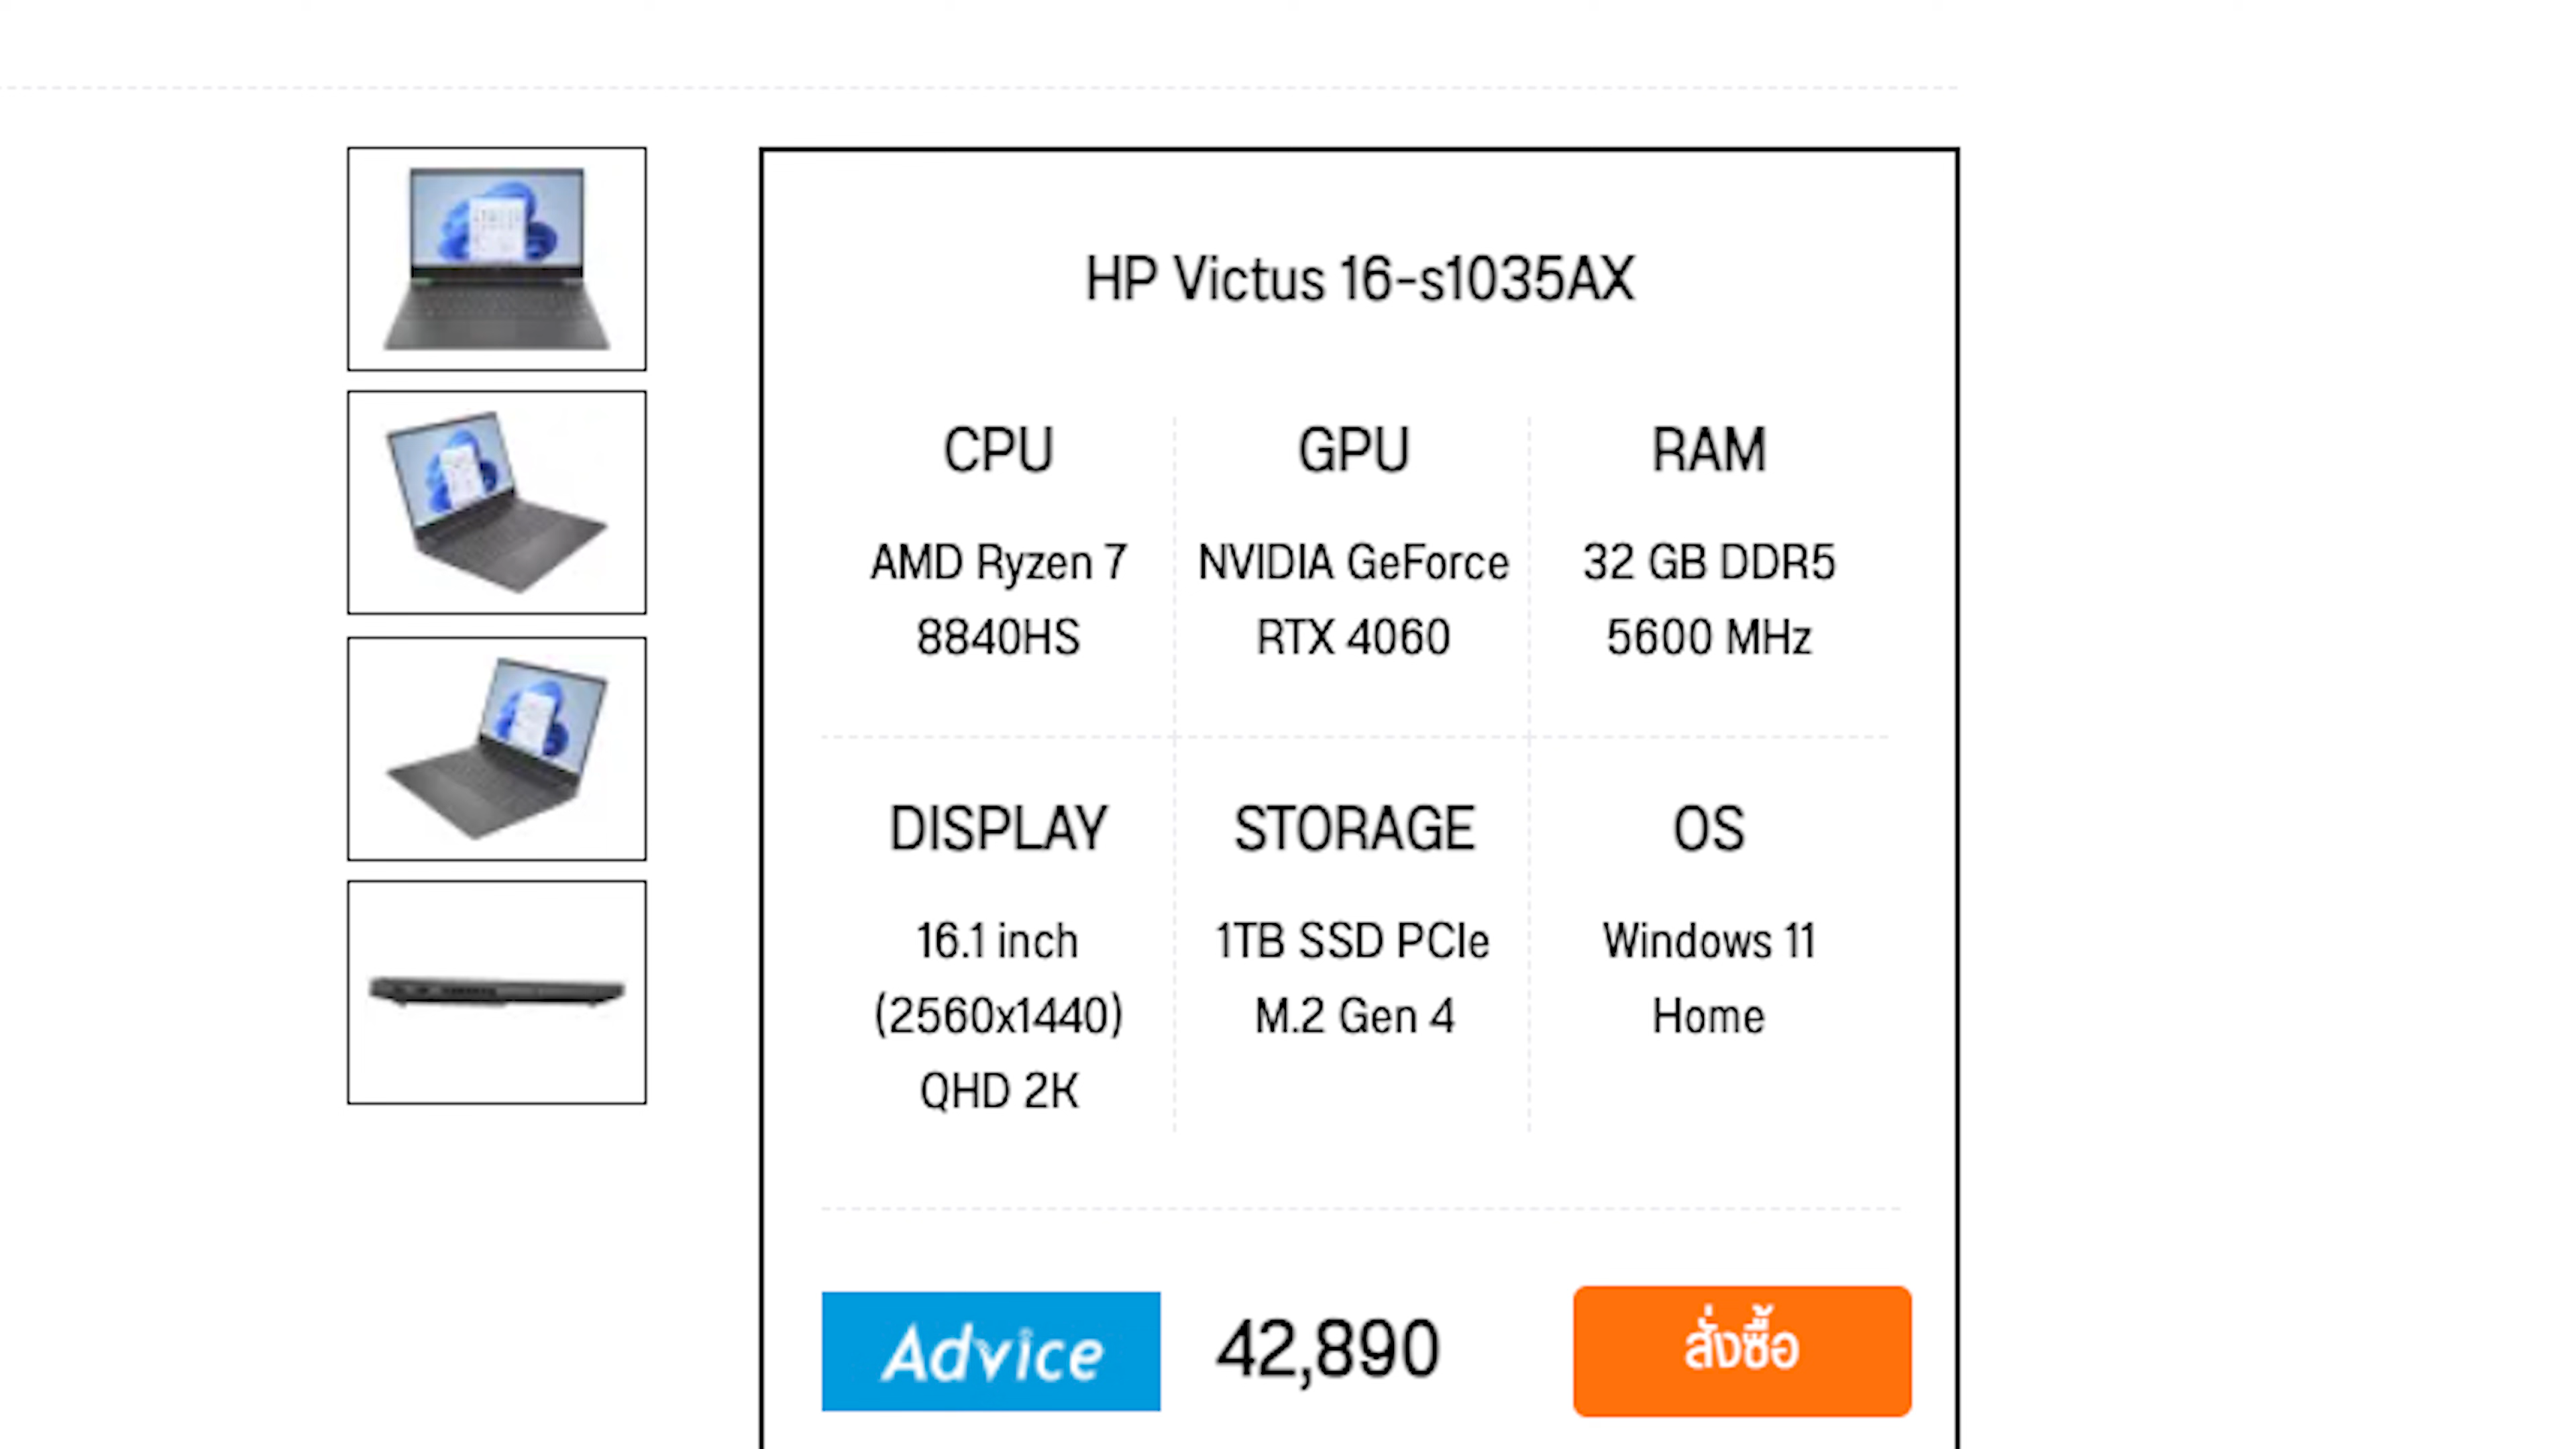 HP Victus 16-s1035AX
CPU
AMD Ryzen 7
8840HS
GPU
NVIDIA GeForce
RTX 4060
RAM
32 GB DDR5
5600 MHz
DISPLAY
16.1 inch
(2560x1440)
QHD 2K
STORAGE
1TB SSD PCIe
M.2 Gen 4
OS
Windows 11
Home
Advice
42,890
สั่งซื้อ